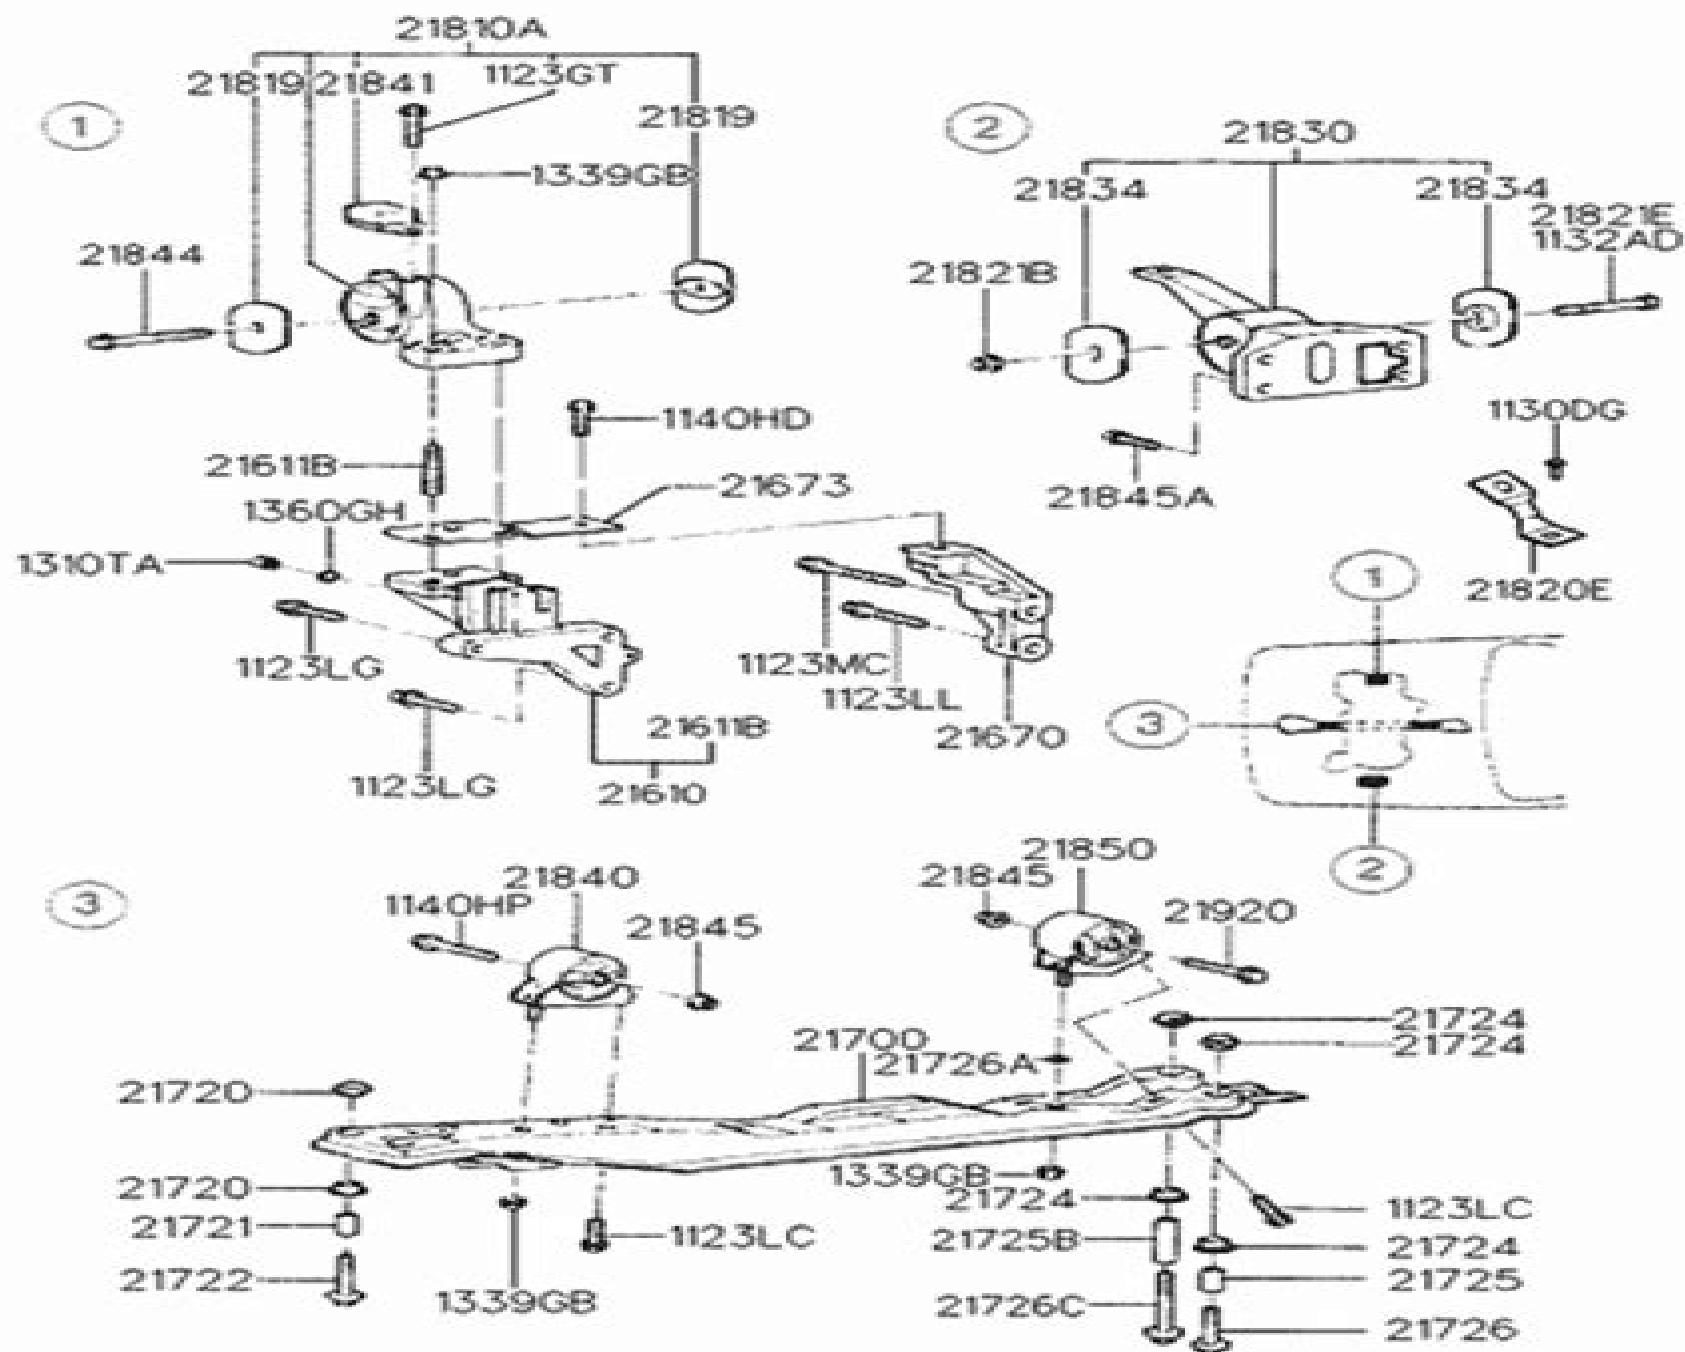 21810A
21819 21841 1123GT
21819
1
1339GB
21844
1140HD
21611B
21673
1360GH
1310TA
1123LG
1123MC
1123LL
21670
1123LG
21611B
21610
2
21830
21834 21834
21821E
1132AD
21821B
1130DG
21845A
21820E
1
3
2
3
21840
1140HP
21845
21850
21845
21920
21724
21724
21700
21726A
21720
21720
21721
21722
1339GB
1123LC
1339GB
21724
21725B
21726C
1123LC
21724
21725
21726